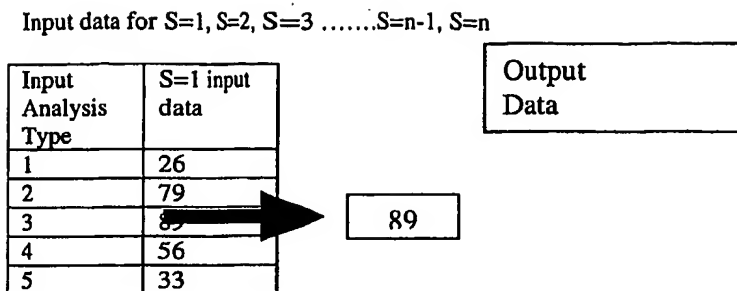 Input data for S=1, S=2, S=3 .......S=n-1, S=n
Output
Data
Input
Analysis
Type
S=1 input
data
1 26
2 79
3 89
4 56
5 33
89